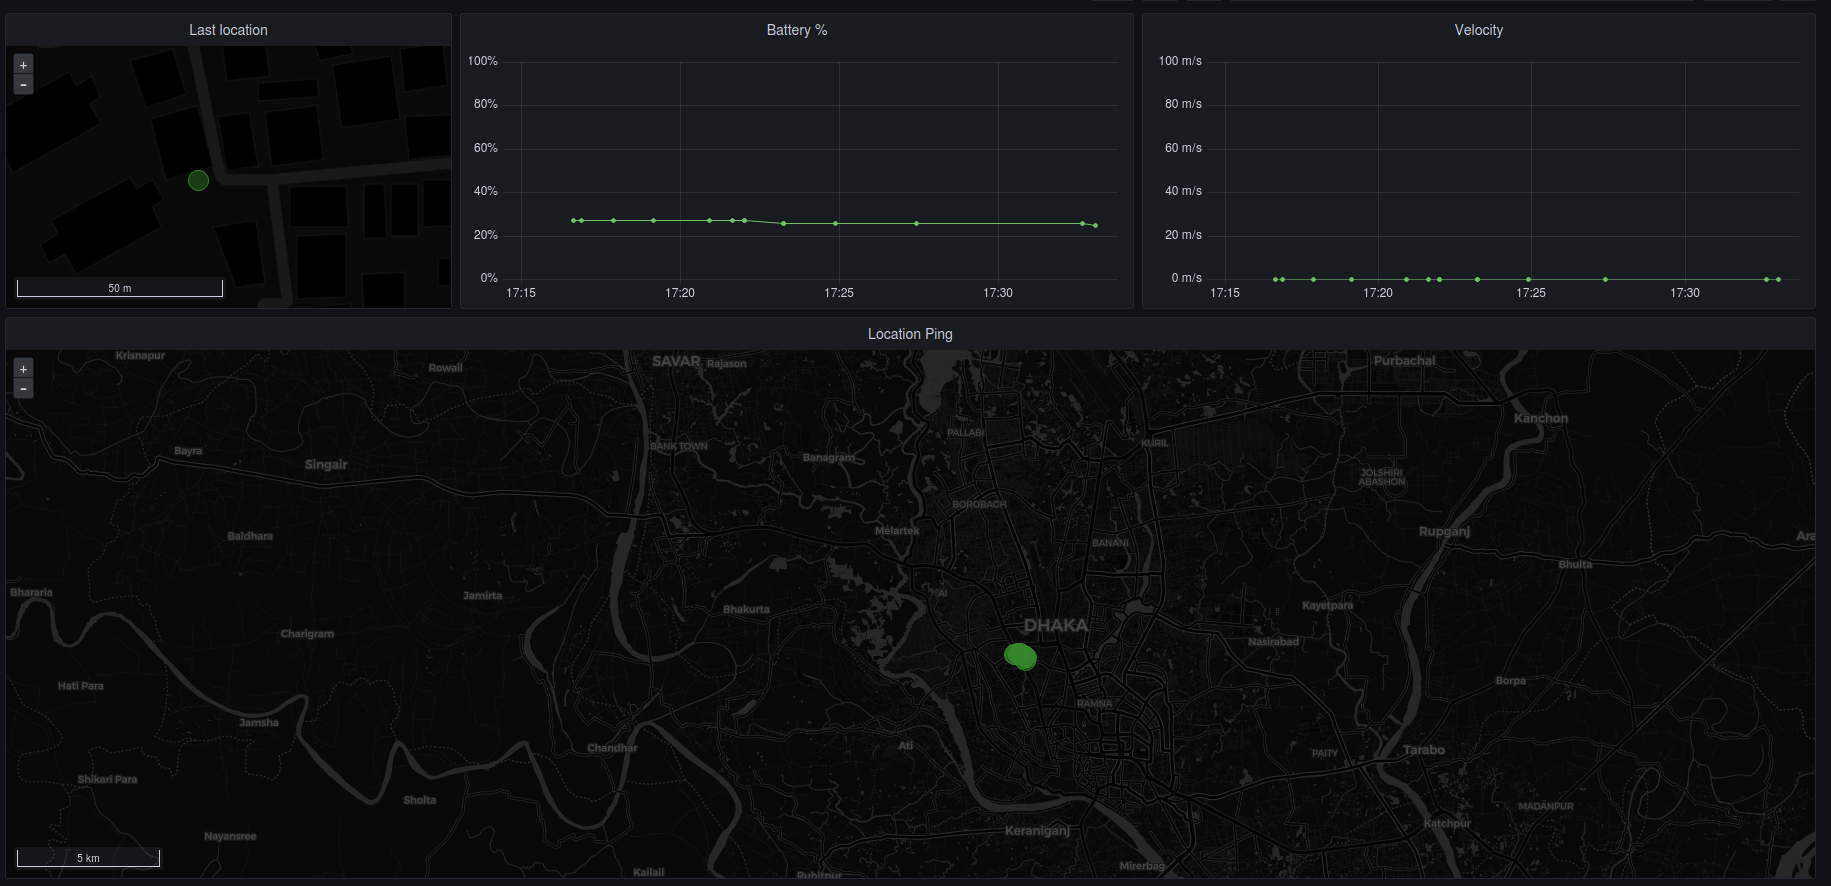 Last location
+
-
50 m
Battery %
100%
80%
60%
40%
20%
0%
17:15
17:20
17:25
17:30
Velocity
100 m/s
80 m/s
60 m/s
40 m/s
20 m/s
0 m/s
17:15
17:20
17:25
17:30
Location Ping
+
-
Krisnapur
Rowail
SAVAR
Rajason
Purbachal
Kanchon
PALLABI
KURIL
Bayra
BANK TOWN
Banagram
Singair
JOLSHIRI
ABASHON
BOROBAGH
Baldhara
Melartek
BANANI
Rupganj
Ara
Bhulta
Bhararia
Jamirta
Bhakurta
AI
Kayetpara
DHAKA
Charigram
Nasirabad
Hati Para
Borpa
RAMNA
Jamsha
Chandhar
Ati
PAITY
Tarabo
Shikari Para
Sholta
MADANPUR
Katchpur
Nayansree
Keraniganj
5 km
Mirerbag
Kailail
Ruhitpur